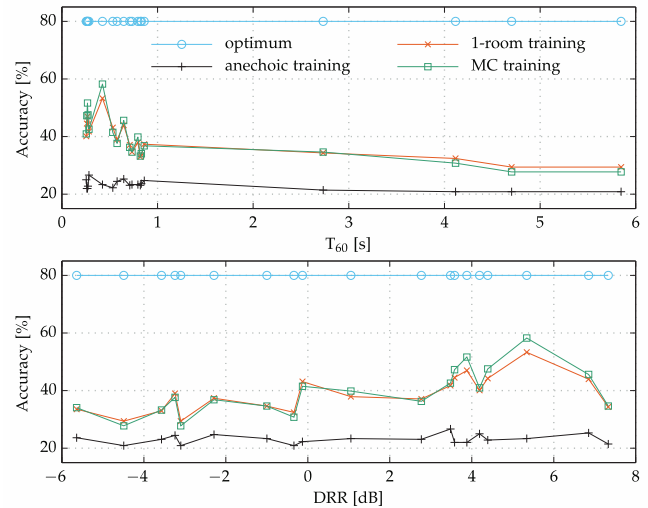 80
60
40
20
Accuracy [%]
optimum
anechoic training
1-room training
MC training
0 1 2 3 4 5 6
T60 [s]
80
60
40
20
Accuracy [%]
−6 −4 −2 0 2 4 6 8
DRR [dB]